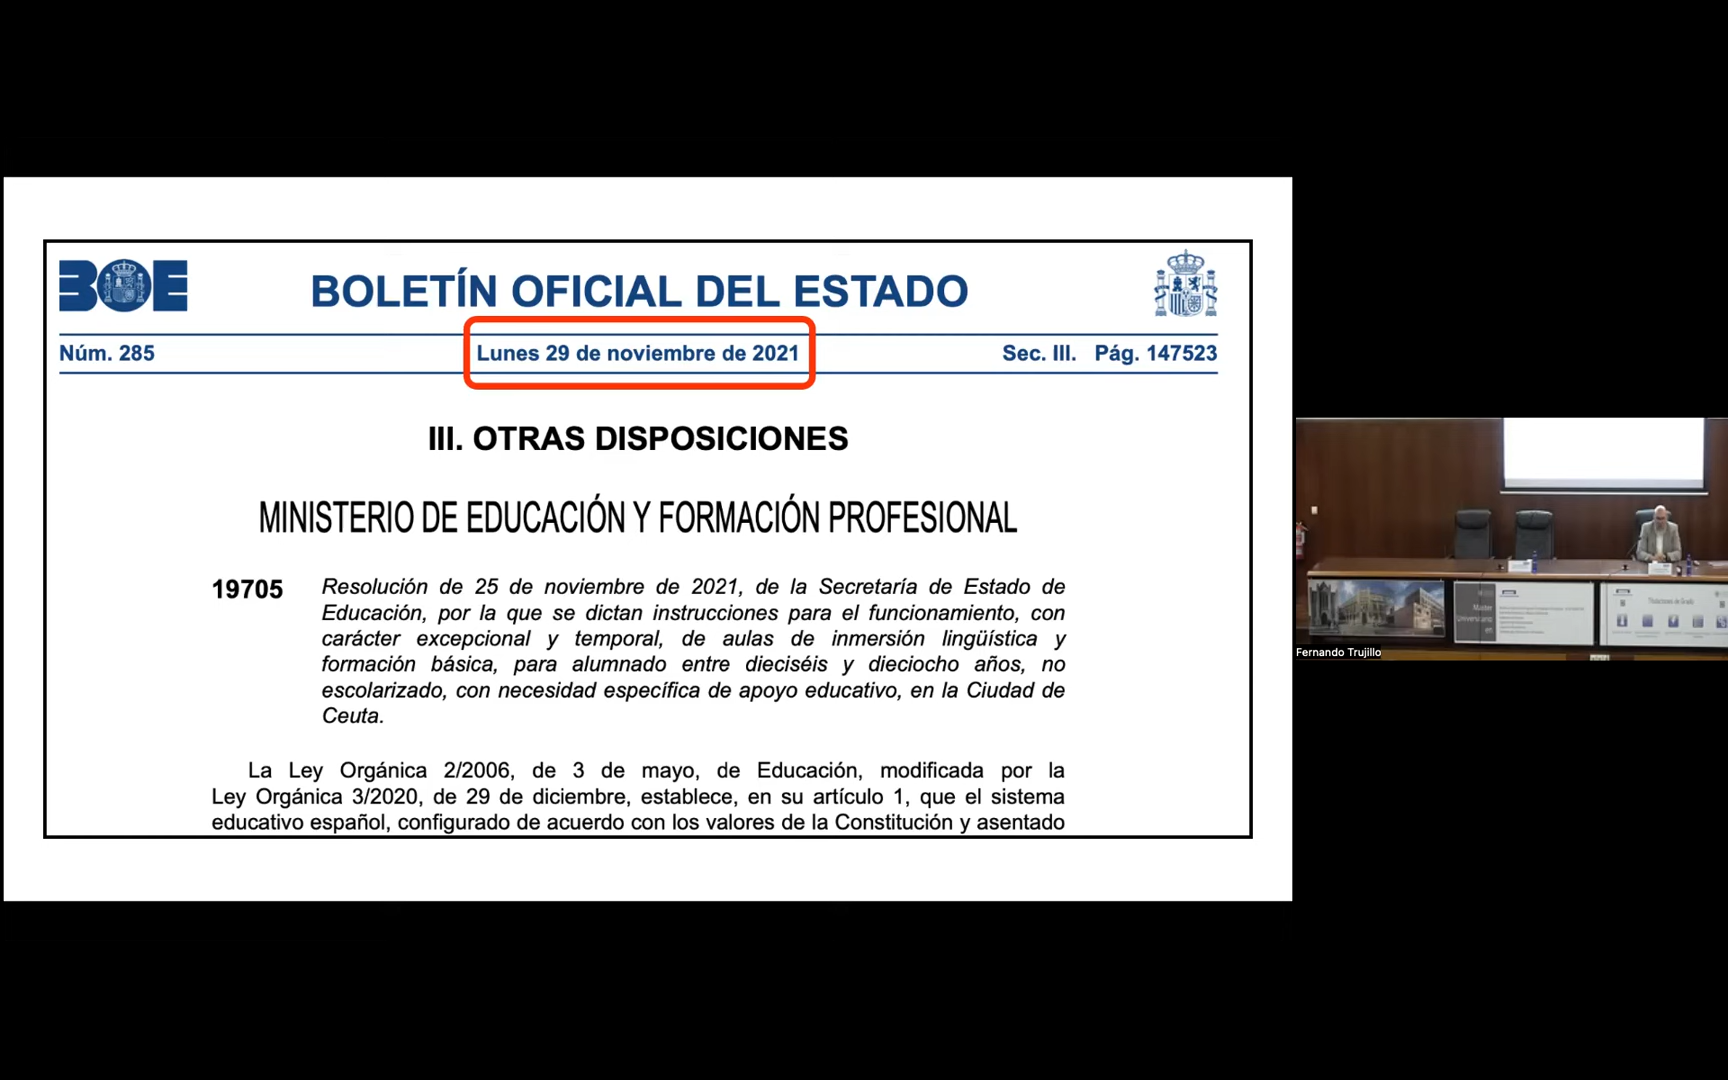 BOE
BOLETÍN OFICIAL DEL ESTADO
Núm. 285
Lunes 29 de noviembre de 2021
Sec. III. Pág. 147523
III. OTRAS DISPOSICIONES
MINISTERIO DE EDUCACIÓN Y FORMACIÓN PROFESIONAL
19705
Resolución de 25 de noviembre de 2021, de la Secretaría de Estado de
Educación, por la que se dictan instrucciones para el funcionamiento, con
carácter excepcional y temporal, de aulas de inmersión lingüística y
formación básica, para alumnado entre dieciséis y dieciocho años, no
escolarizado, con necesidad específica de apoyo educativo, en la Ciudad de
Ceuta.
La Ley Orgánica 2/2006, de 3 de mayo, de Educación, modificada por la
Ley Orgánica 3/2020, de 29 de diciembre, establece, en su artículo 1, que el sistema
educativo español, configurado de acuerdo con los valores de la Constitución y asentado
Titulaciones de Grado
Fernando Trujillo